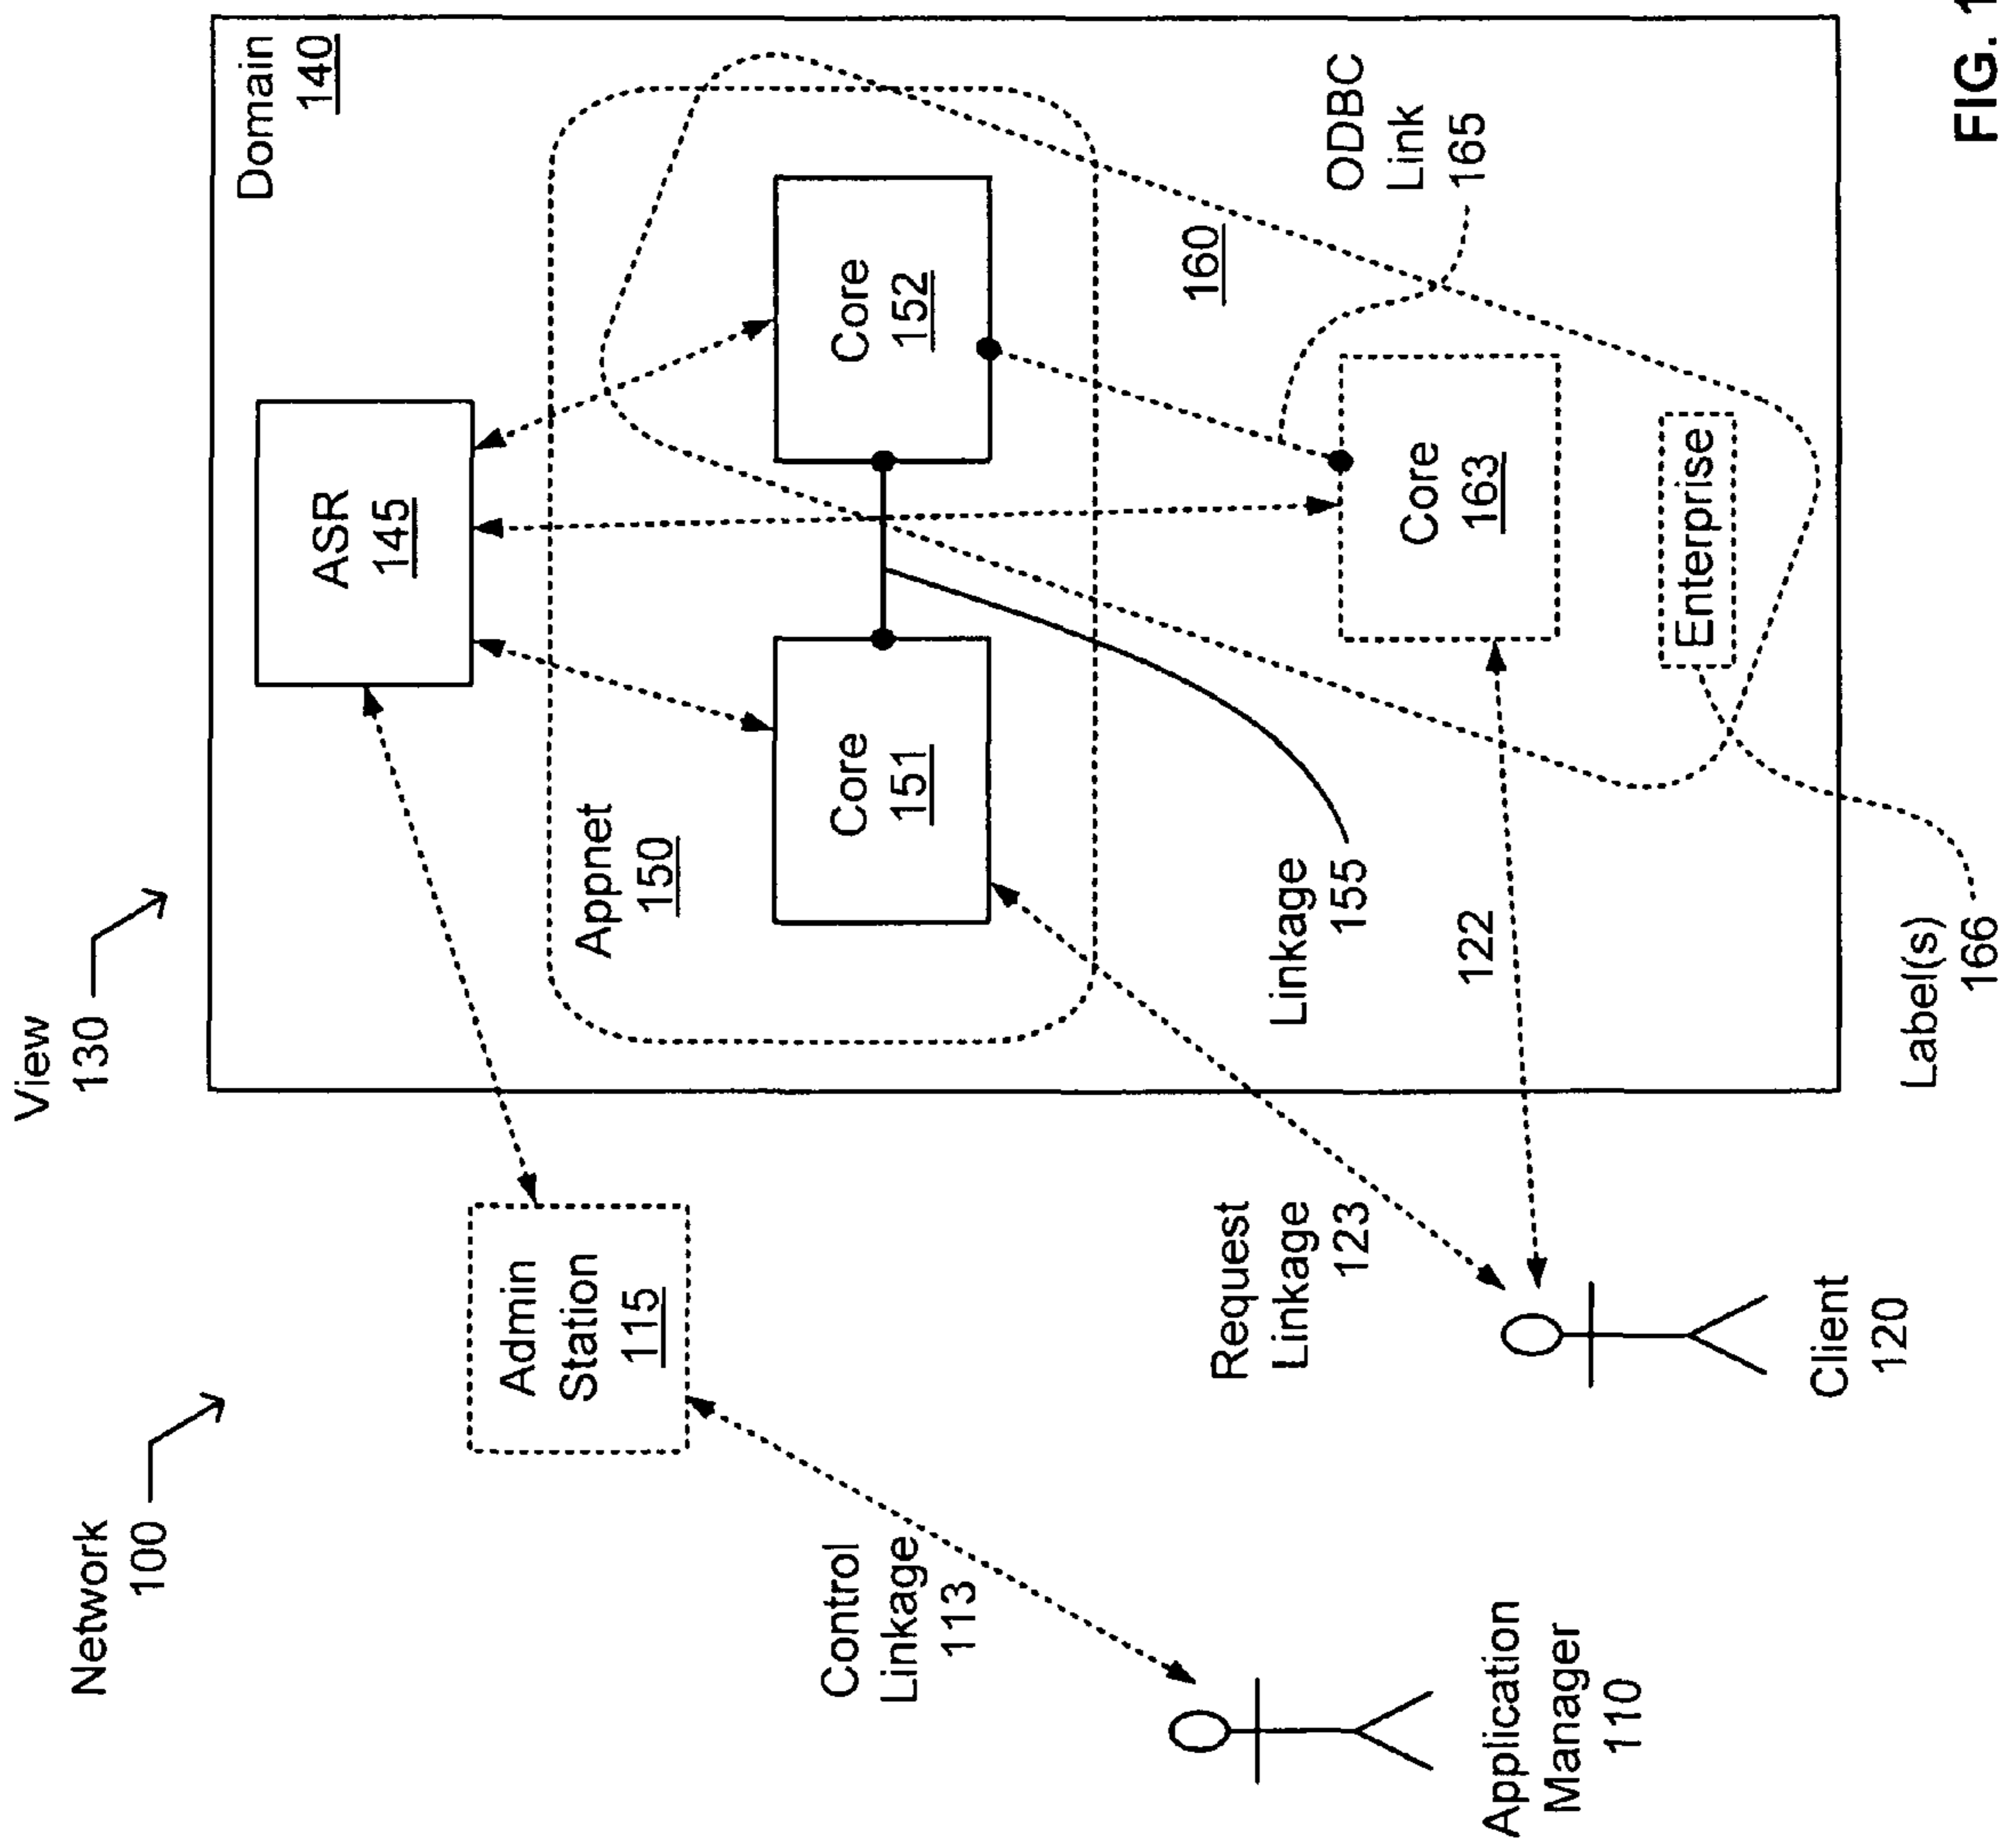 Network
100
View
130
Domain
140
ASR
145
Admin
Station
115
Appnet
150
Core
151
Core
152
Control
Linkage
113
Request
Linkage
123
Linkage
155
160
ODBC
Link
165
122
Core
163
Enterprise
Application
Manager
110
Client
120
Label(s)
166
FIG. 1